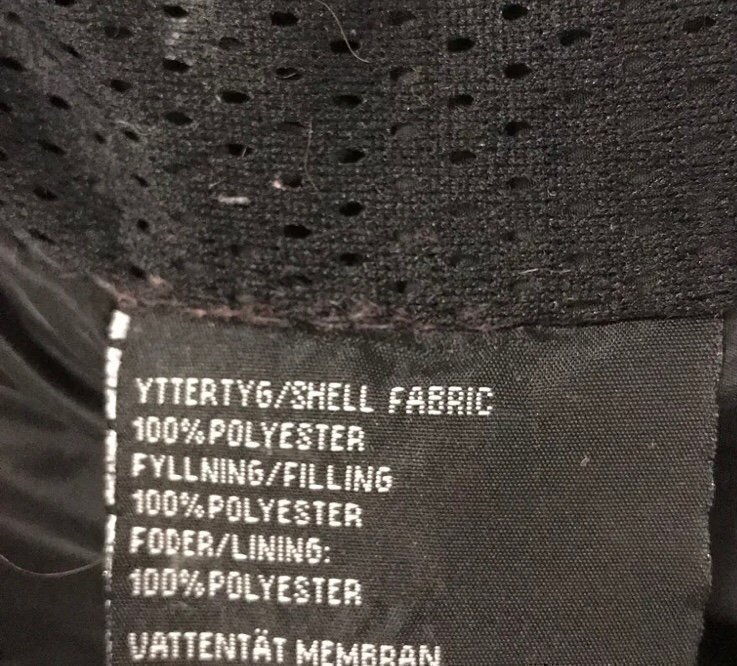 YTTERTYG/SHELL FABRIC
100%POLYESTER
FYLLNING/FILLING
100%POLYESTER
FODER/LINING:
100%POLYESTER
VATTENTÄT MEMBRAN